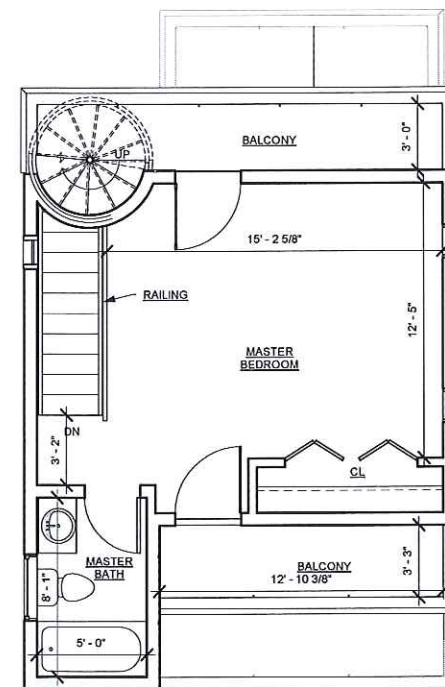 UP
BALCONY
3' - 0"
15' - 2 5/8"
RAILING
12' - 5"
MASTER
BEDROOM
DN
3' - 2"
CL
MASTER
BATH
8' - 1"
BALCONY
12' - 10 3/8"
3' - 3"
5' - 0"